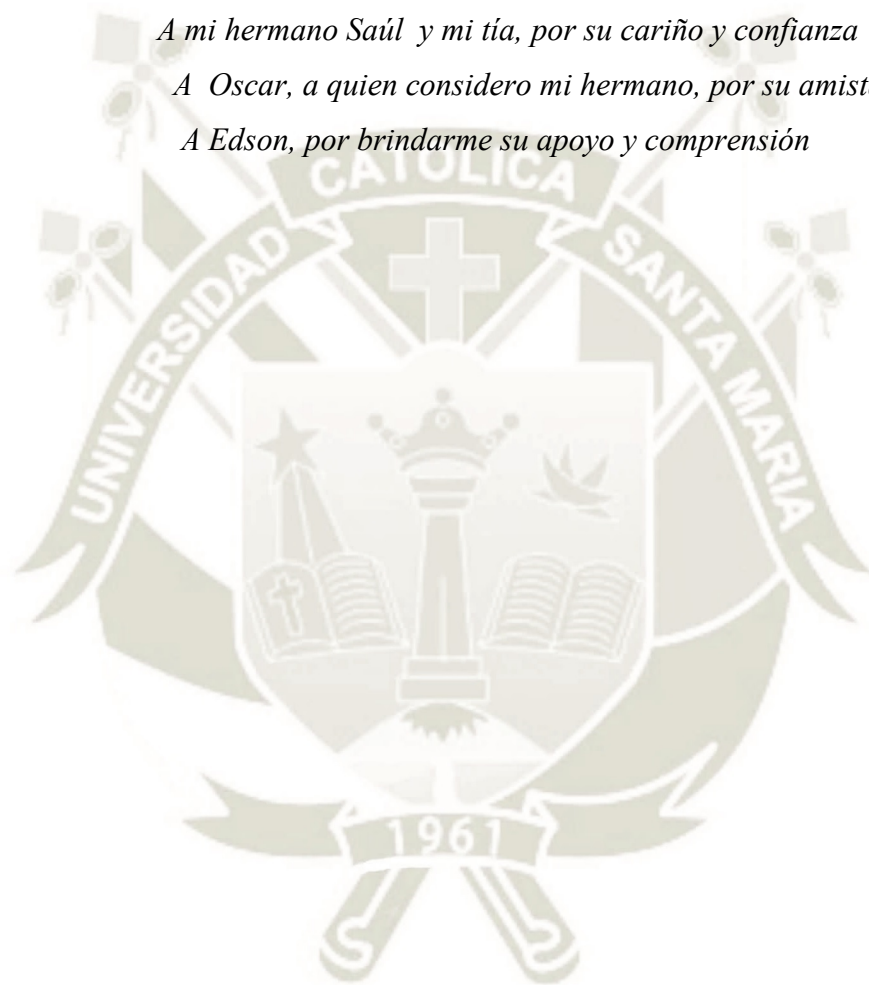 A mi hermano Saúl y mi tía, por su cariño y confianza
A Oscar, a quien considero mi hermano, por su
A Edson, por brindarme su apoyo y comprensión
UNIVERSIDAD CATOLICA SANTA MARIA
1961